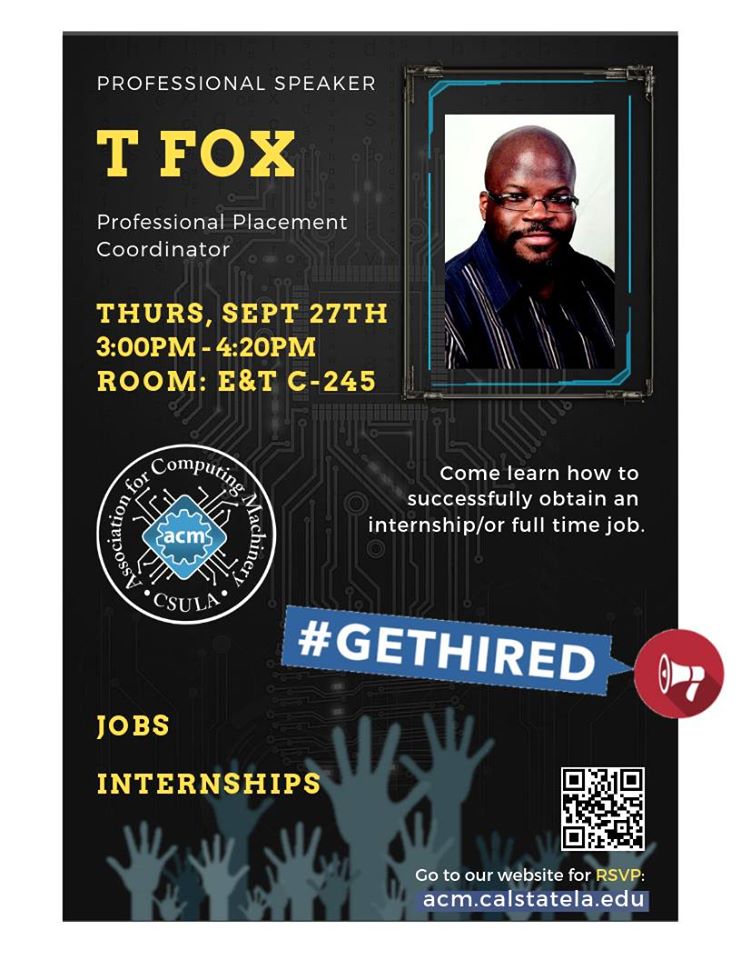 PROFESSIONAL SPEAKER
T FOX
Professional Placement
Coordinator
THURS, SEPT 27TH
3:00PM - 4:20PM
ROOM: E&T C-245
Association for Computing Machinery
acm
• CSULA •
Come learn how to
successfully obtain an
internship/or full time job.
#GETHIRED
JOBS
INTERNSHIPS
Go to our website for RSVP:
acm.calstatela.edu